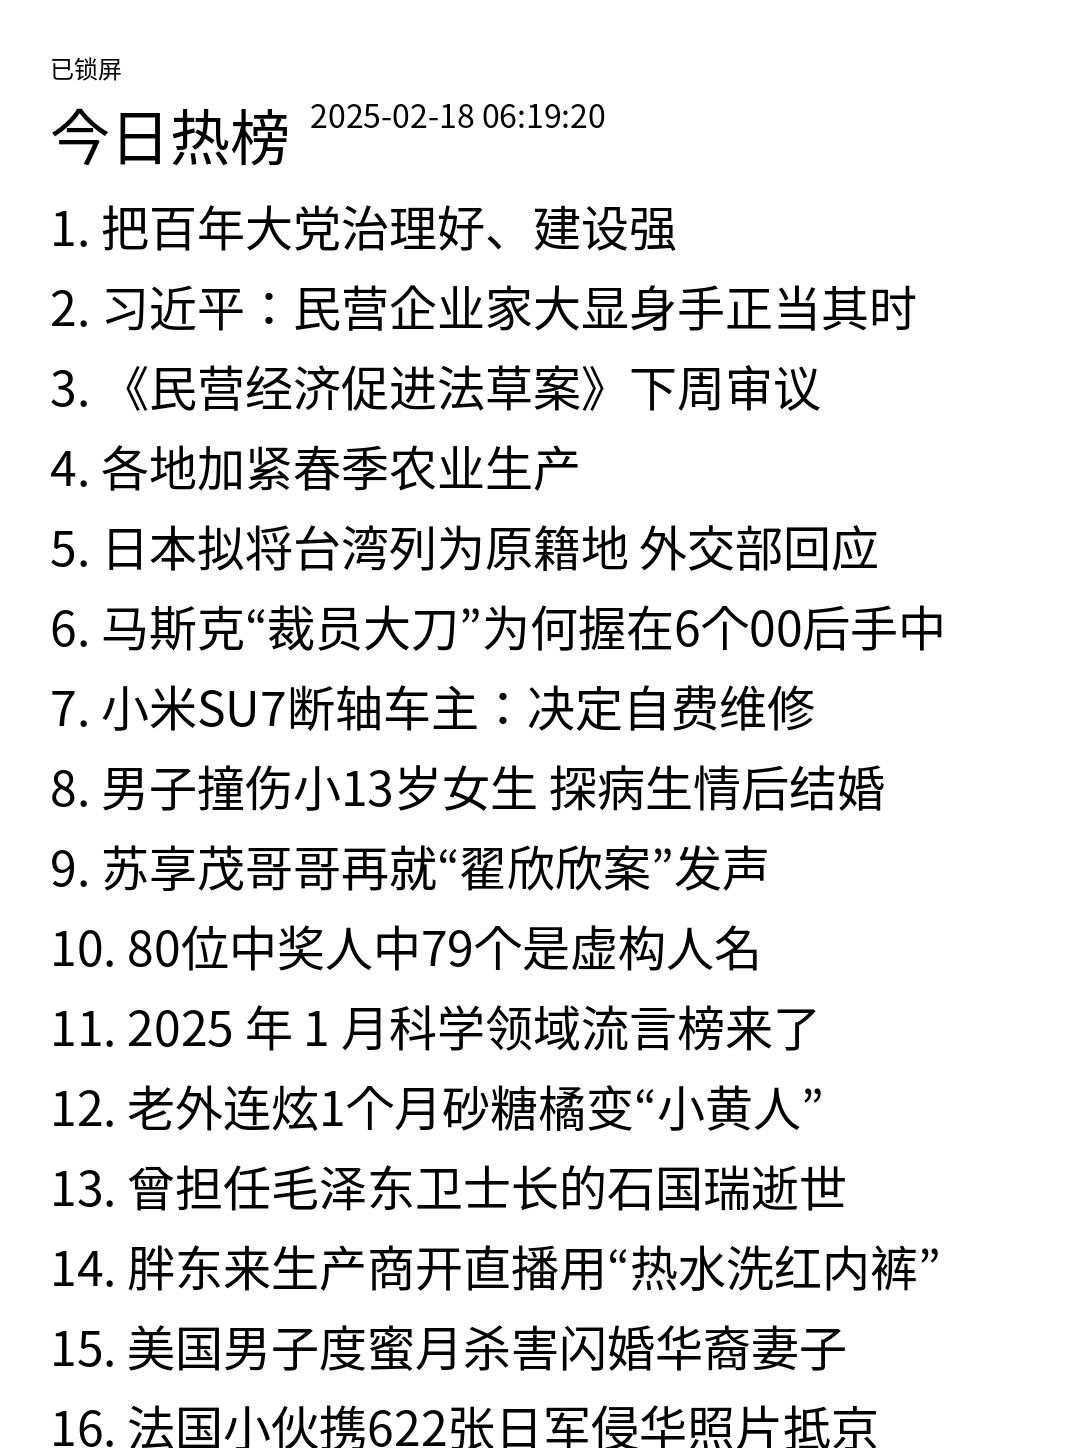 已锁屏
今日热榜 2025-02-18 06:19:20
1. 把百年大党治理好、建设强
2. 习近平：民营企业家大显身手正当其时
3. 《民营经济促进法草案》下周审议
4. 各地加紧春季农业生产
5. 日本拟将台湾列为原籍地 外交部回应
6. 马斯克“裁员大刀”为何握在6个00后手中
7. 小米SU7断轴车主：决定自费维修
8. 男子撞伤小13岁女生 探病生情后结婚
9. 苏享茂哥哥再就“翟欣欣案”发声
10. 80位中奖人中79个是虚构人名
11. 2025 年 1 月科学领域流言榜来了
12. 老外连炫1个月砂糖橘变“小黄人”
13. 曾担任毛泽东卫士长的石国瑞逝世
14. 胖东来生产商开直播用“热水洗红内裤”
15. 美国男子度蜜月杀害闪婚华裔妻子
16. 法国小伙携622张日军侵华照片抵京